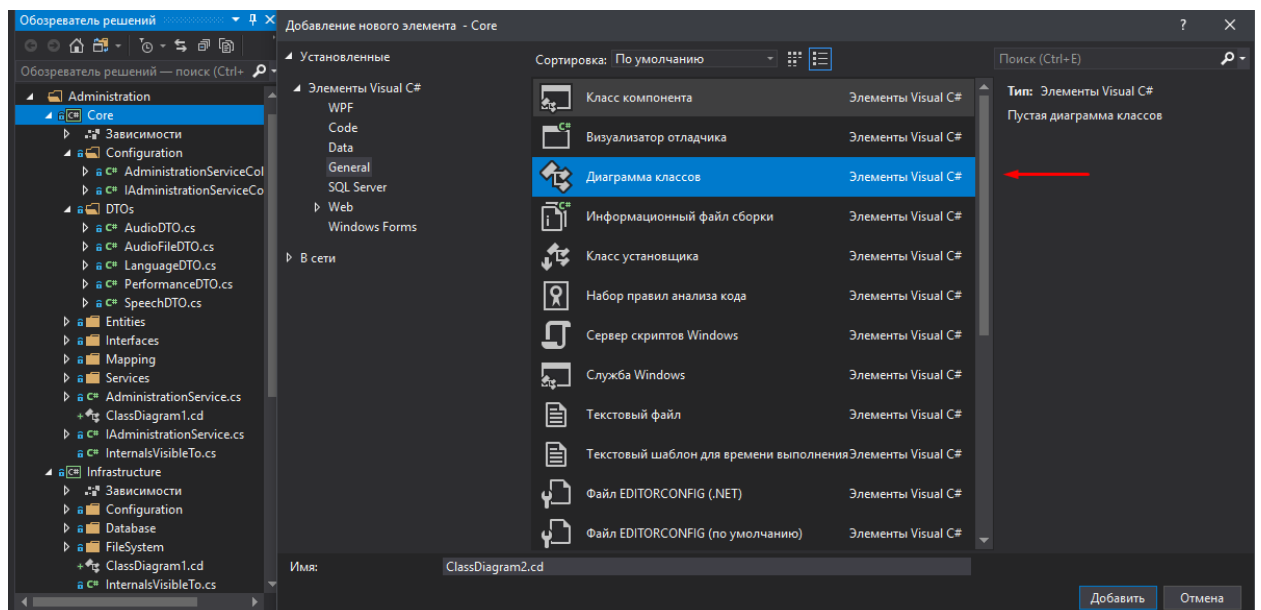 Обозреватель решений
Обозреватель решений — поиск (Ctrl+
Administration
Core
Зависимости
Configuration
C# AdministrationServiceCol
C# IAdministrationServiceCo
DTOs
C# AudioDTO.cs
C# AudioFileDTO.cs
C# LanguageDTO.cs
C# PerformanceDTO.cs
C# SpeechDTO.cs
Entities
Interfaces
Mapping
Services
C# AdministrationService.cs
+ ClassDiagram1.cd
C# IAdministrationService.cs
C# InternalsVisibleTo.cs
C# Infrastructure
Зависимости
Configuration
Database
FileSystem
+ ClassDiagram1.cd
C# InternalsVisibleTo.cs
Добавление нового элемента - Core
? ✕
Установленные
Элементы Visual C#
WPF
Code
Data
General
SQL Server
Web
Windows Forms
В сети
Сортировка: По умолчанию
Класс компонента Элементы Visual C#
Визуализатор отладчика Элементы Visual C#
Диаграмма классов Элементы Visual C#
Информационный файл сборки Элементы Visual C#
Класс установщика Элементы Visual C#
Набор правил анализа кода Элементы Visual C#
Сервер скриптов Windows Элементы Visual C#
Служба Windows Элементы Visual C#
Текстовый файл Элементы Visual C#
Текстовый шаблон для времени выполнения Элементы Visual C#
Файл EDITORCONFIG (.NET) Элементы Visual C#
Файл EDITORCONFIG (по умолчанию) Элементы Visual C#
Поиск (Ctrl+E)
Тип: Элементы Visual C#
Пустая диаграмма классов
Имя: ClassDiagram2.cd
Добавить Отмена